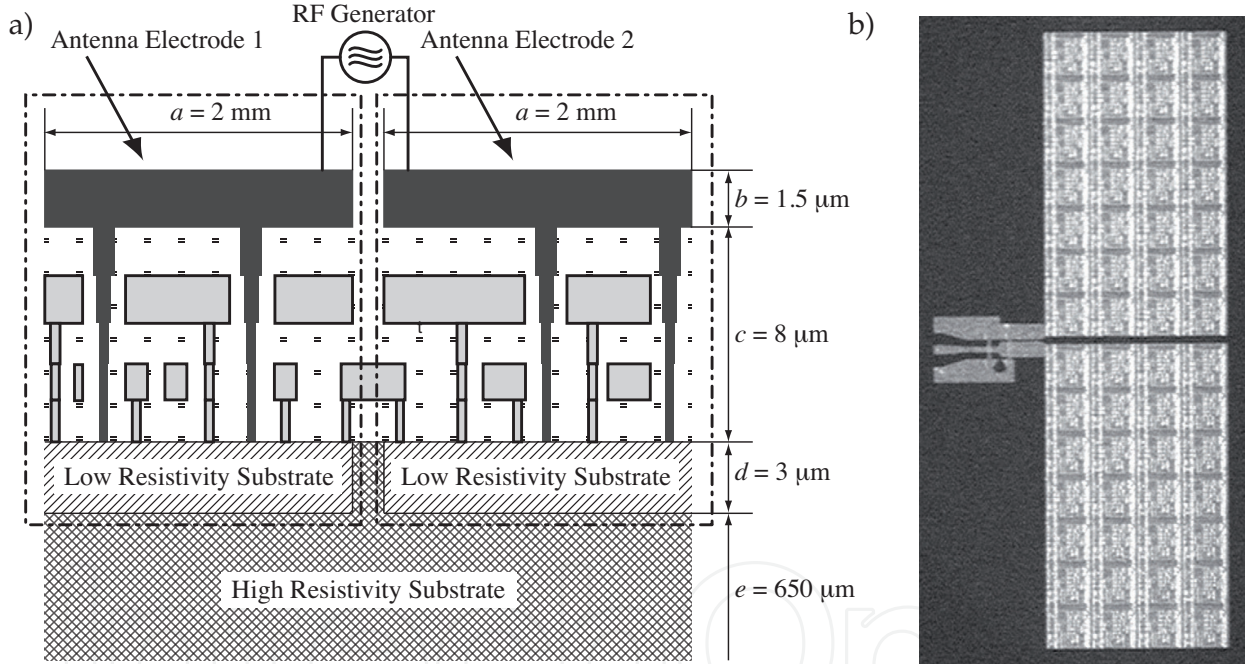 a)
RF Generator
b)
Antenna Electrode 1
Antenna Electrode 2
a = 2 mm
a = 2 mm
b = 1.5 μm
t
c = 8 μm
Low Resistivity Substrate
Low Resistivity Substrate
d = 3 μm
High Resistivity Substrate
e = 650 μm